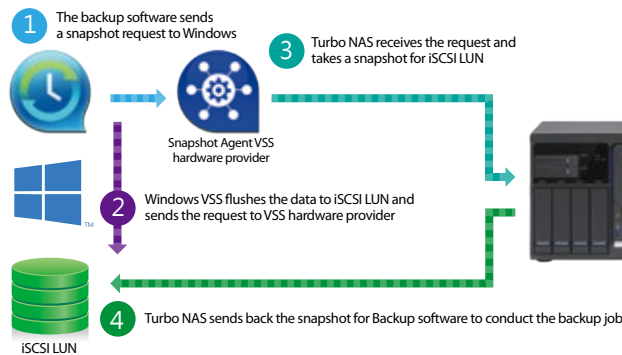 1
The backup software sends
a snapshot request to Windows
3
Turbo NAS receives the request and
takes a snapshot for iSCSI LUN
Snapshot Agent VSS
hardware provider
TM
2
Windows VSS flushes the data to iSCSI LUN and
sends the request to VSS hardware provider
4
Turbo NAS sends back the snapshot for Backup software to conduct the backup job
iSCSI LUN